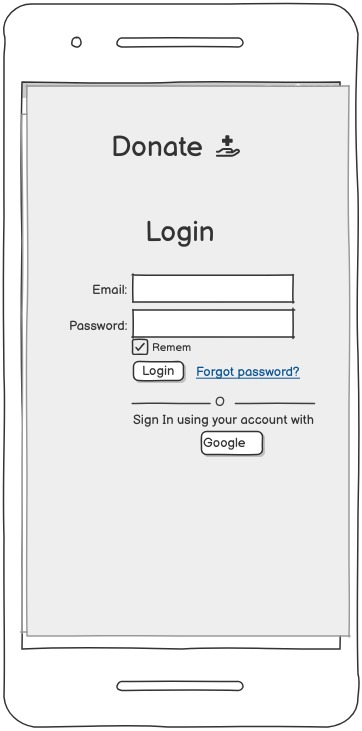 Donate
Login
Email:
Password:
Remem
Login Forgot password?
O
Sign In using your account with
Google